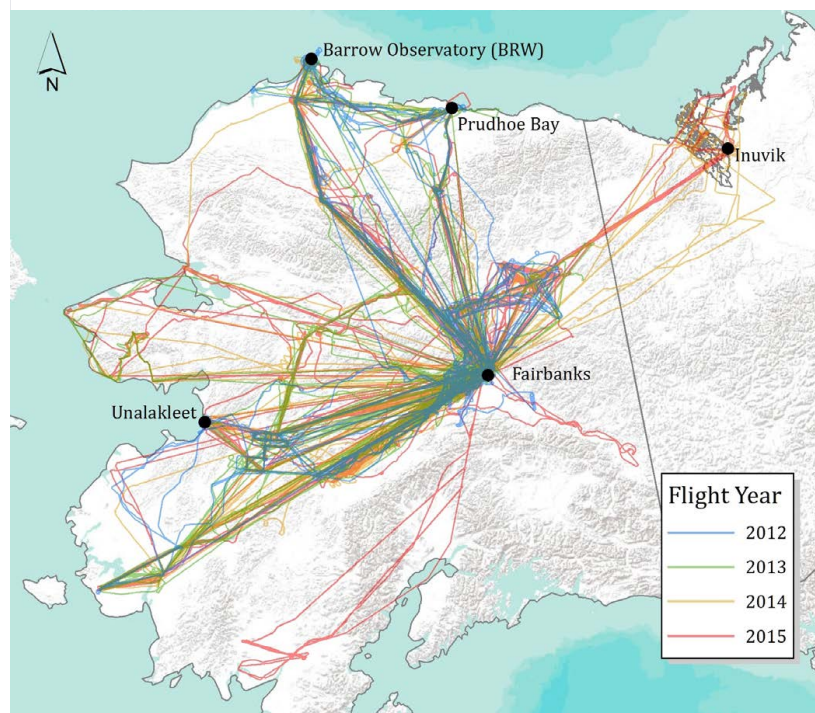 N
Barrow Observatory (BRW)
Prudhoe Bay
Inuvik
Fairbanks
Unalakleet
Flight Year
2012
2013
2014
2015